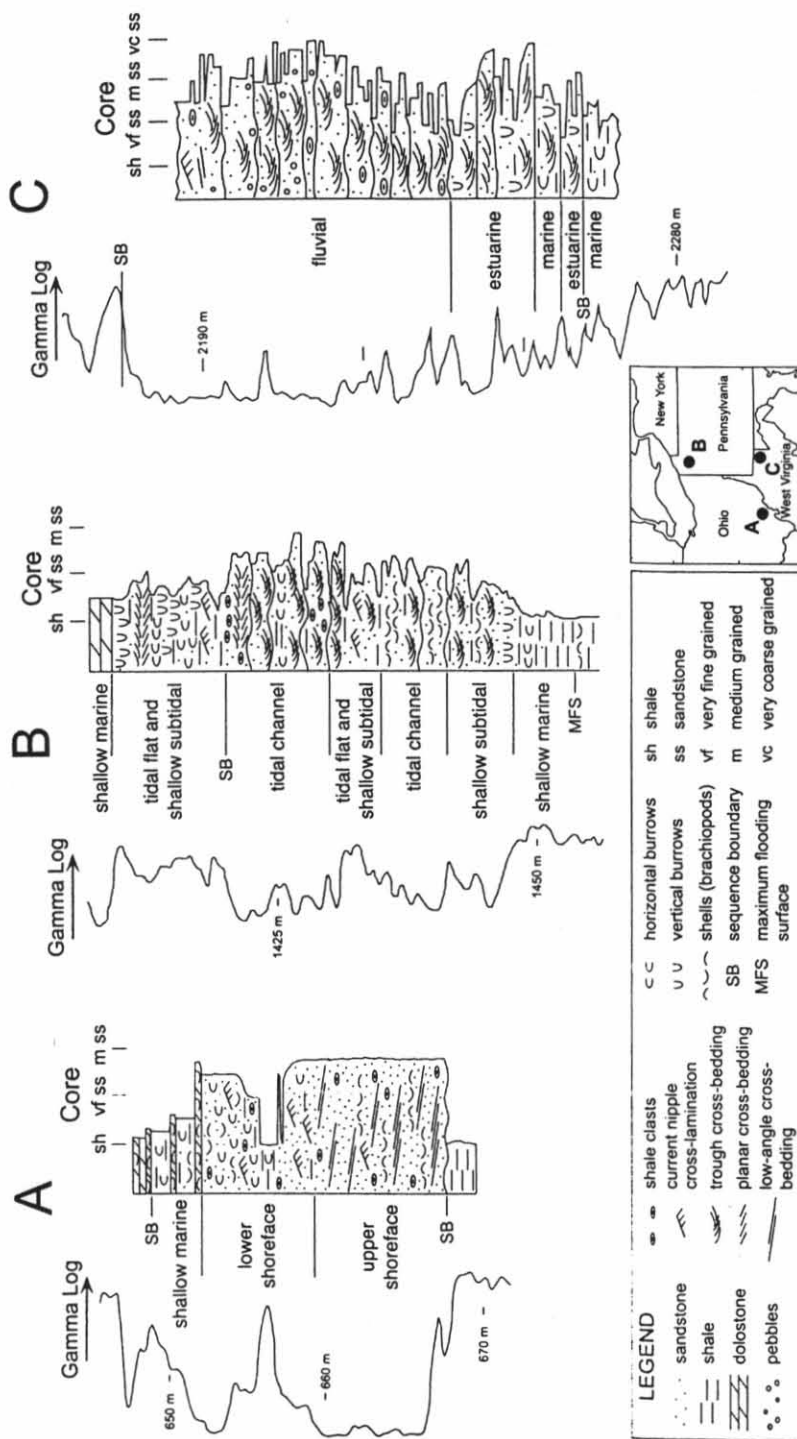 A
Gamma Log
Core
sh vf ss m ss
650 m
660 m
670 m
SB
shallow marine
lower shoreface
upper shoreface
SB
B
Gamma Log
Core
sh vf ss m ss
1425 m
1450 m
shallow marine
tidal flat and
shallow subtidal
SB
tidal channel
tidal flat and
shallow subtidal
tidal channel
shallow subtidal
shallow marine
MFS
C
Gamma Log
Core
sh vf ss m ss vc ss
SB
2190 m
2280 m
fluvial
estuarine
marine
estuarine
SB
marine
LEGEND
sandstone
shale
dolostone
pebbles
shale clasts
current nipple
cross-lamination
trough cross-bedding
planar cross-bedding
low-angle cross-
bedding
horizontal burrows
vertical burrows
shells (brachiopods)
SB sequence boundary
MFS maximum flooding
surface
sh shale
ss sandstone
vf very fine grained
m medium grained
vc very coarse grained
New York
Pennsylvania
Ohio
West Virginia
A
B
C